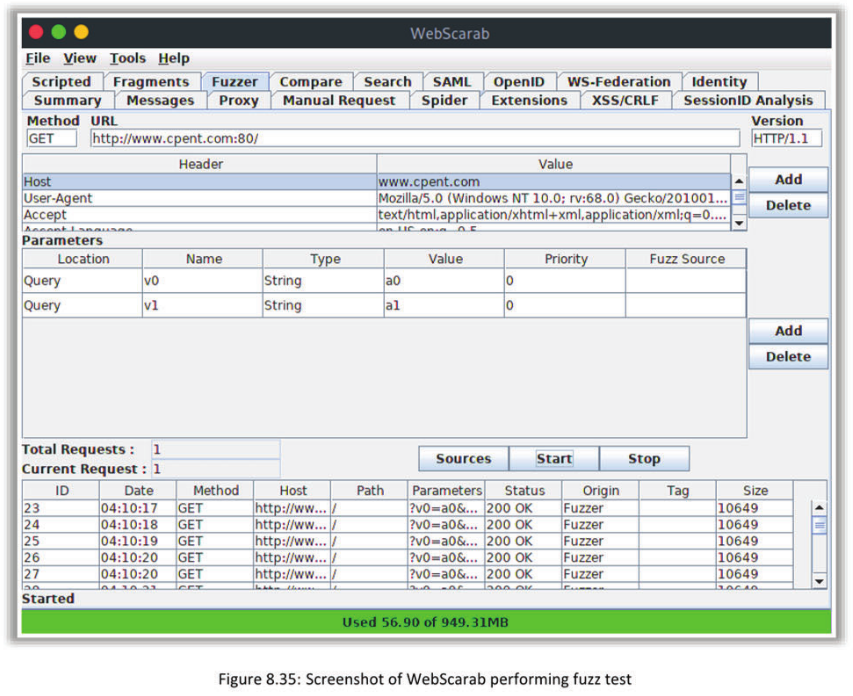 WebScarab
File View Tools Help
Scripted Fragments Fuzzer Compare Search SAML OpenID WS-Federation Identity
Summary Messages Proxy Manual Request Spider Extensions XSS/CRLF SessionID Analysis
Method URL Version
GET http://www.cpent.com:80/ HTTP/1.1
Header Value
Host www.cpent.com
Add
User-Agent Mozilla/5.0 (Windows NT 10.0; rv:68.0) Gecko/201001...
Delete
Accept text/html,application/xhtml+xml,application/xml;q=0....
Accept-Language en-US,en;q=0.5
Parameters
Location Name Type Value Priority Fuzz Source
Query v0 String a0 0
Query v1 String a1 0
Add
Delete
Total Requests : 1
Current Request : 1
Sources Start Stop
ID Date Method Host Path Parameters Status Origin Tag Size
23 04:10:17 GET http://ww... / ?v0=a0&... 200 OK Fuzzer 10649
24 04:10:18 GET http://ww... / ?v0=a0&... 200 OK Fuzzer 10649
25 04:10:19 GET http://ww... / ?v0=a0&... 200 OK Fuzzer 10649
26 04:10:20 GET http://ww... / ?v0=a0&... 200 OK Fuzzer 10649
27 04:10:20 GET http://ww... / ?v0=a0&... 200 OK Fuzzer 10649
Started
Used 56.90 of 949.31MB
Figure 8.35: Screenshot of WebScarab performing fuzz test